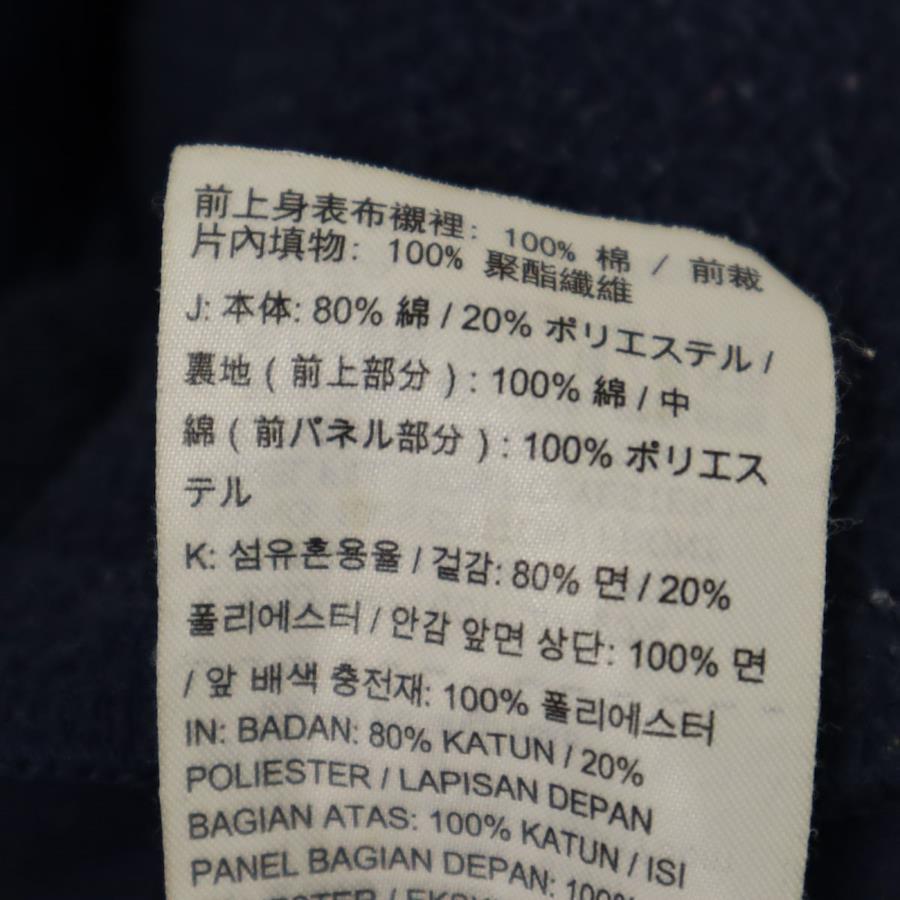 前上身表布襯裡: 100% 棉 / 前裁
片內填物: 100% 聚酯纖維
J: 本体: 80% 綿 / 20% ポリエステル /
裏地 ( 前上部分 ) : 100% 綿 / 中
綿 ( 前パネル部分 ) : 100% ポリエス
テル
K: 섬유혼용율 / 겉감: 80% 면 / 20%
폴리에스터 / 안감 앞면 상단: 100% 면
/ 앞 배색 충전재: 100% 폴리에스터
IN: BADAN: 80% KATUN / 20%
POLIESTER / LAPISAN DEPAN
BAGIAN ATAS: 100% KATUN / ISI
PANEL BAGIAN DEPAN: 100%